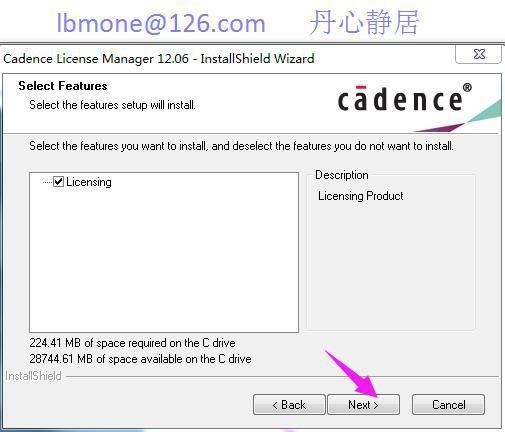 lbmone@126.com 丹心静居
Cadence License Manager 12.06 - InstallShield Wizard
Select Features
Select the features setup will install.
cādence®
Select the features you want to install, and deselect the features you do not want to install.
Licensing
Description
Licensing Product
224.41 MB of space required on the C drive
28744.61 MB of space available on the C drive
InstallShield
< Back Next > Cancel